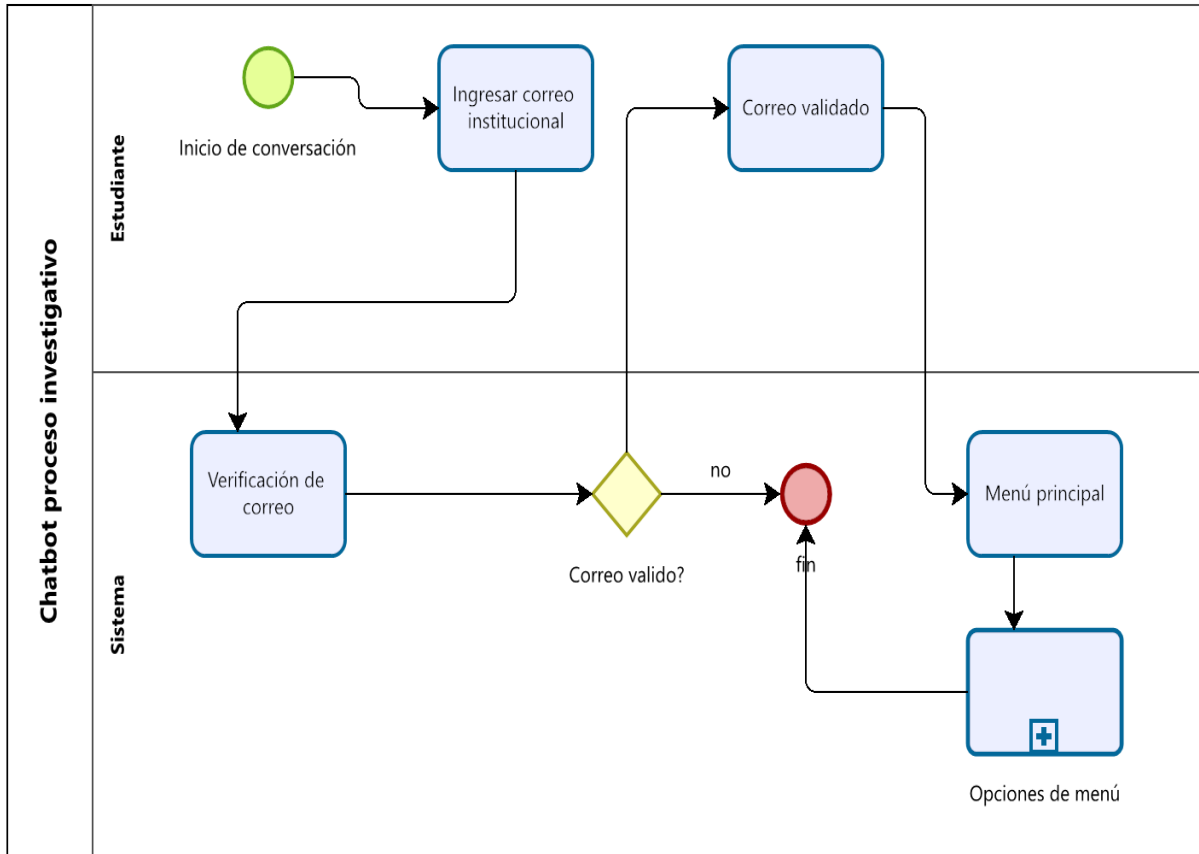 Chatbot proceso investigativo
Estudiante
Inicio de conversación
Ingresar correo
institucional
Correo validado
Sistema
Verificación de
correo
Correo valido?
no
fin
Menú principal
Opciones de menú